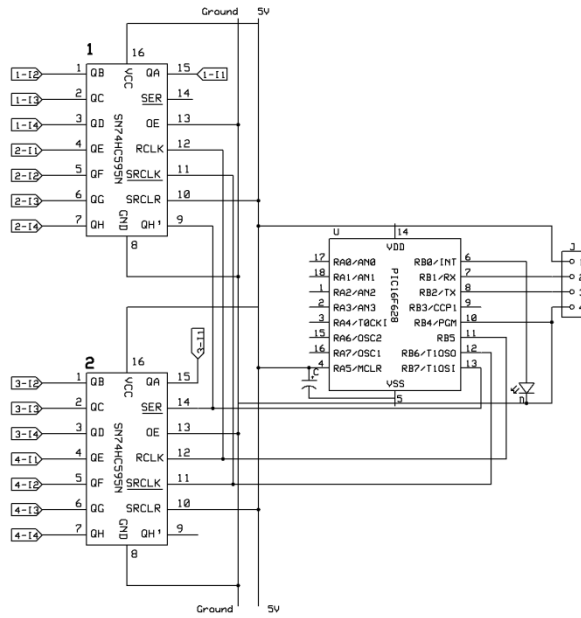 Ground 5V
1
16
1-I2 1 QB VCC QA 15 1-I1
1-I3 2 QC SER 14
1-I4 3 QD OE 13
2-I1 4 QE RCLK 12
2-I2 5 QF SRCLK 11
2-I3 6 QG SRCLR 10
2-I4 7 QH GND QH' 9
SN74HC595N
8
U 14
VDD
17 RA0/AN0 RB0/INT 6
18 RA1/AN1 RB1/RX 7
1 RA2/AN2 RB2/TX 8
2 RA3/AN3 RB3/CCP1 9
3 RA4/T0CKI RB4/PGM 10
15 RA6/OSC2 RB5 11
16 RA7/OSC1 RB6/T1OSO 12
4 RA5/MCLR RB7/T1OSI 13
VSS
5
PIC16F628
J
1
2
3
4
C
D
3-I1
2
16
3-I2 1 QB VCC QA 15
3-I3 2 QC SER 14
3-I4 3 QD OE 13
4-I1 4 QE RCLK 12
4-I2 5 QF SRCLK 11
4-I3 6 QG SRCLR 10
4-I4 7 QH GND QH' 9
SN74HC595N
8
Ground 5V